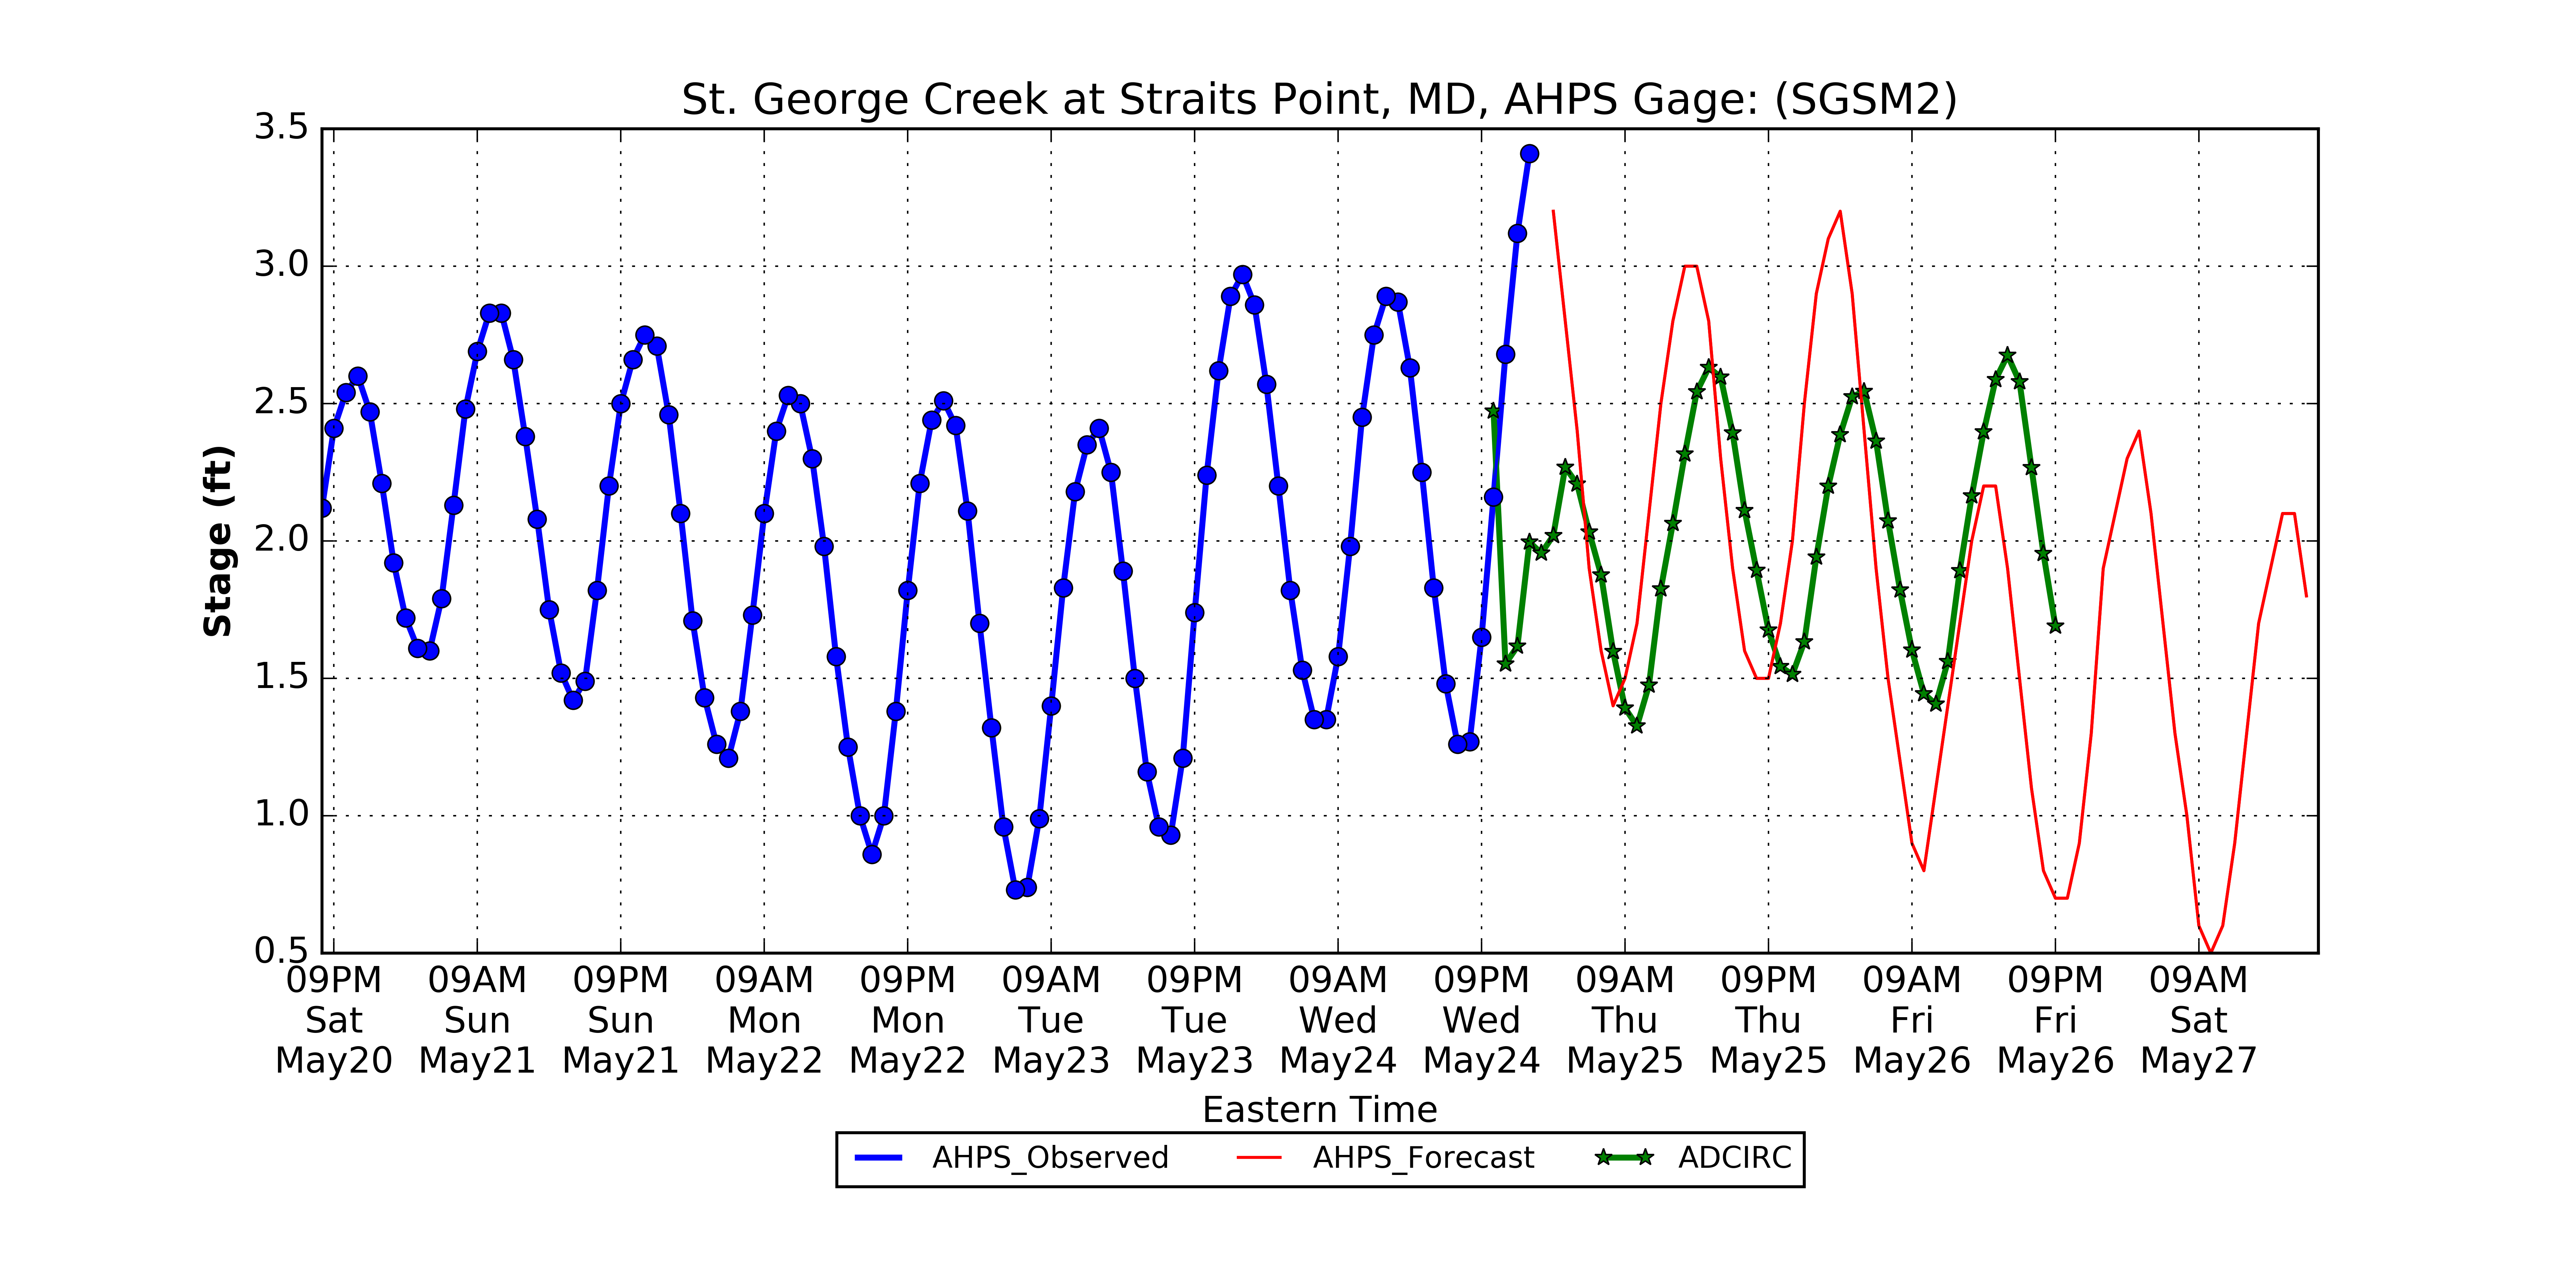 St. George Creek at Straits Point, MD, AHPS Gage: (SGSM2)
3.5
3.0
2.5
2.0
1.5
1.0
0.5
Stage (ft)
09PM 09AM 09PM 09AM 09PM 09AM 09PM 09AM 09PM 09AM 09PM 09AM 09PM 09AM
Sat Sun Sun Mon Mon Tue Tue Wed Wed Thu Thu Fri Fri Sat
May20 May21 May21 May22 May22 May23 May23 May24 May24 May25 May25 May26 May26 May27
Eastern Time
AHPS_Observed AHPS_Forecast ADCIRC